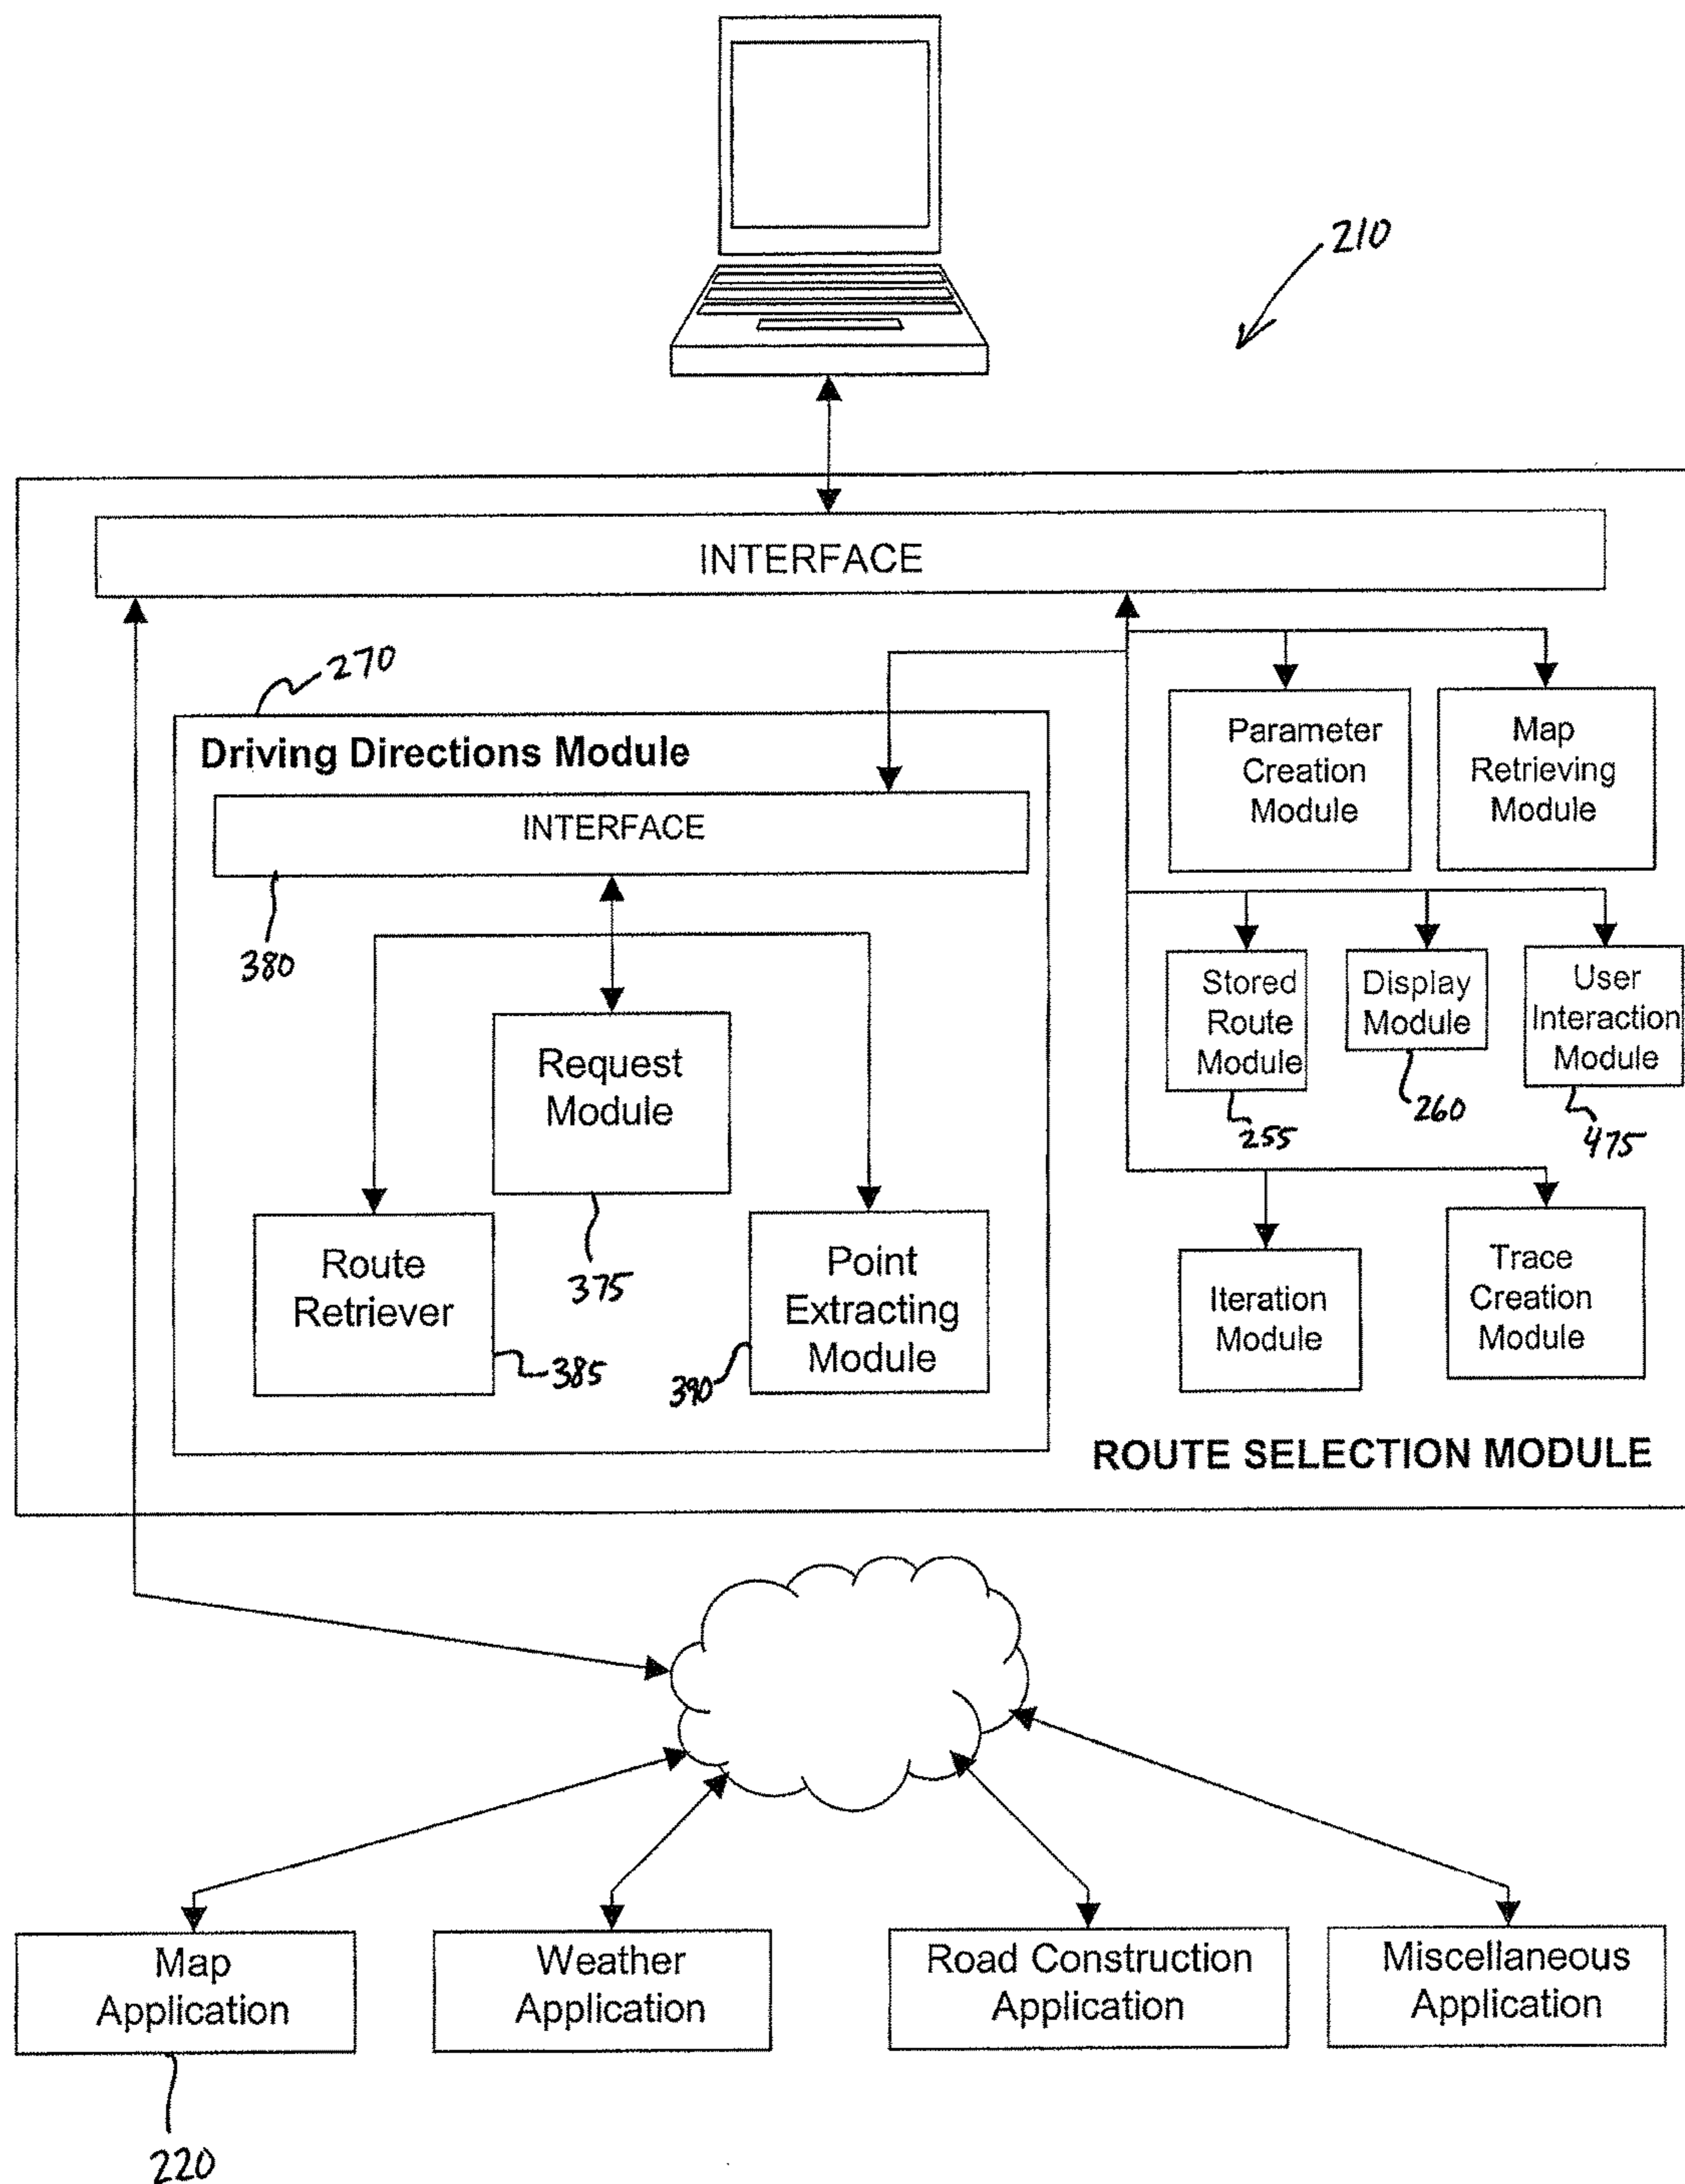 210
INTERFACE
270
Driving Directions Module
INTERFACE
380
Request
Module
375
Route
Retriever
385
Point
Extracting
Module
390
Parameter
Creation
Module
Map
Retrieving
Module
Stored
Route
Module
255
Display
Module
260
User
Interaction
Module
475
Iteration
Module
Trace
Creation
Module
ROUTE SELECTION MODULE
Map
Application
220
Weather
Application
Road Construction
Application
Miscellaneous
Application